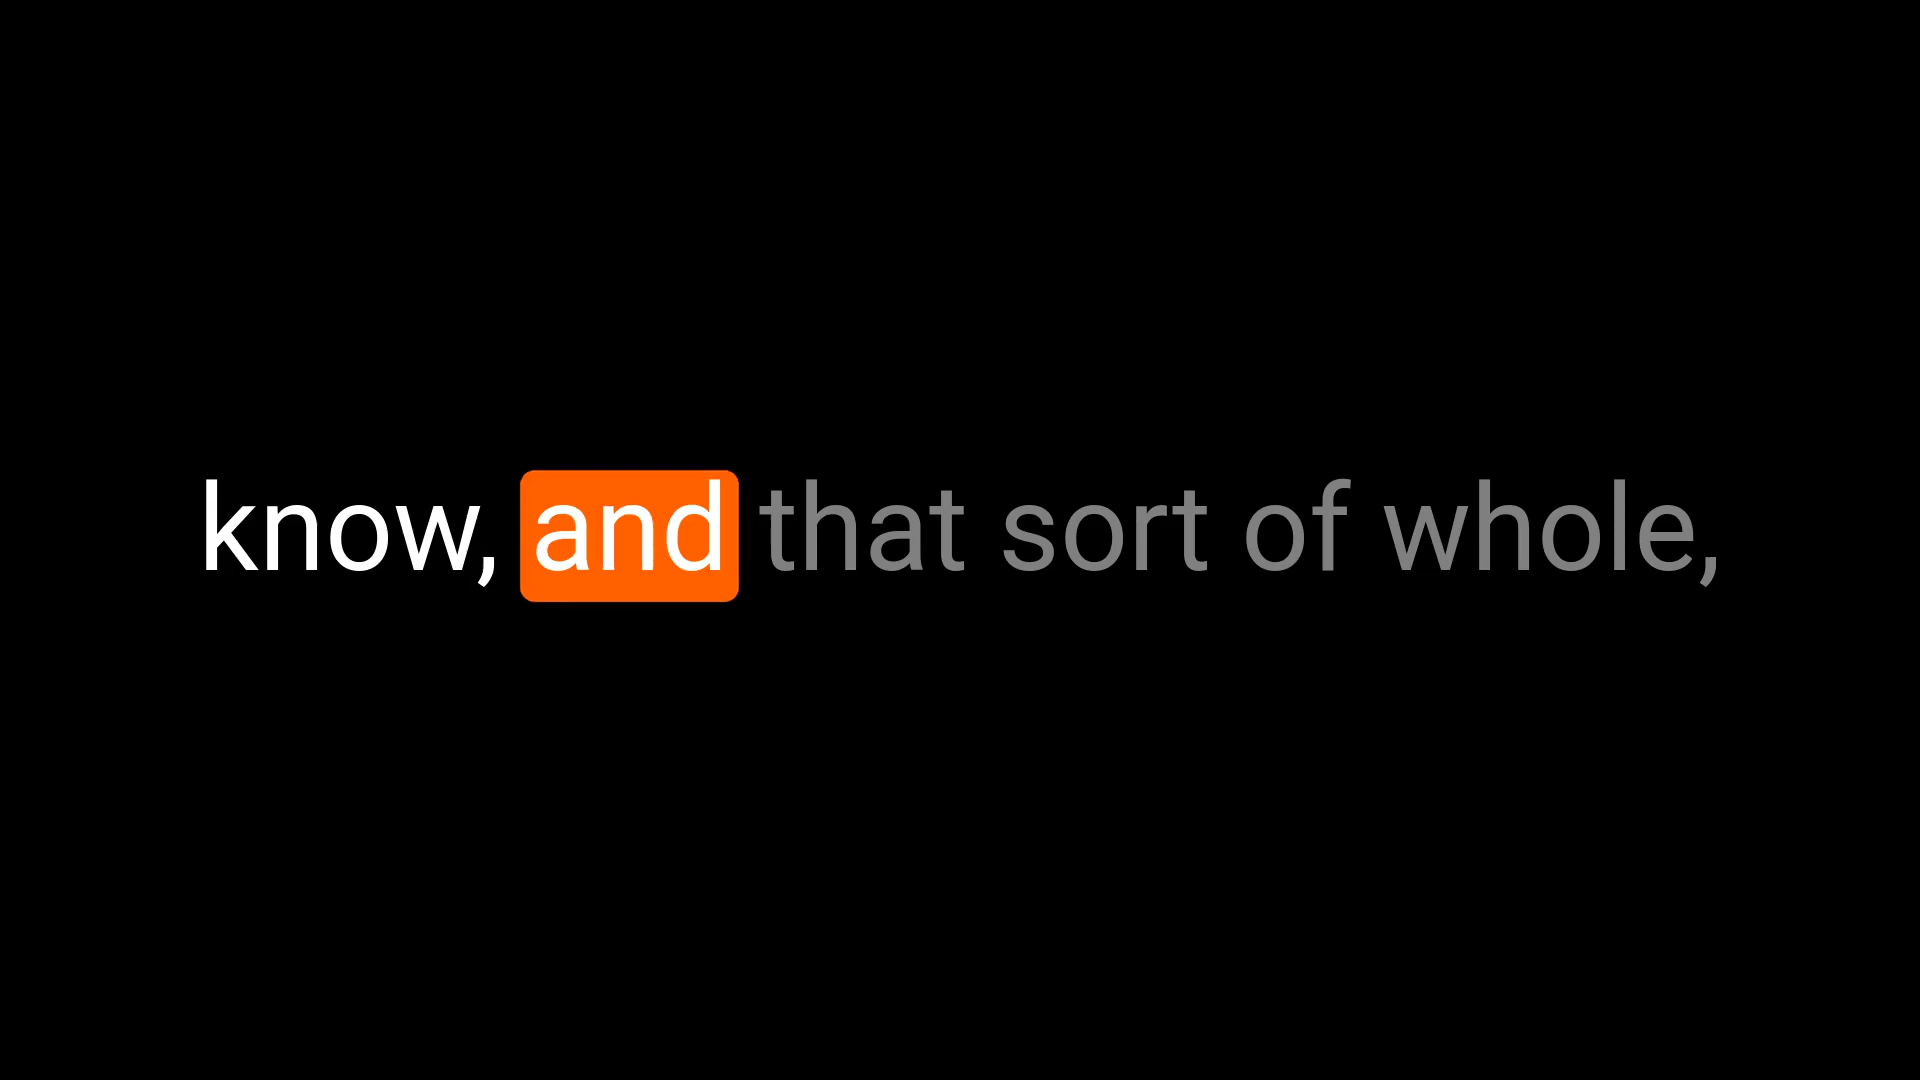 know, and that sort of whole,